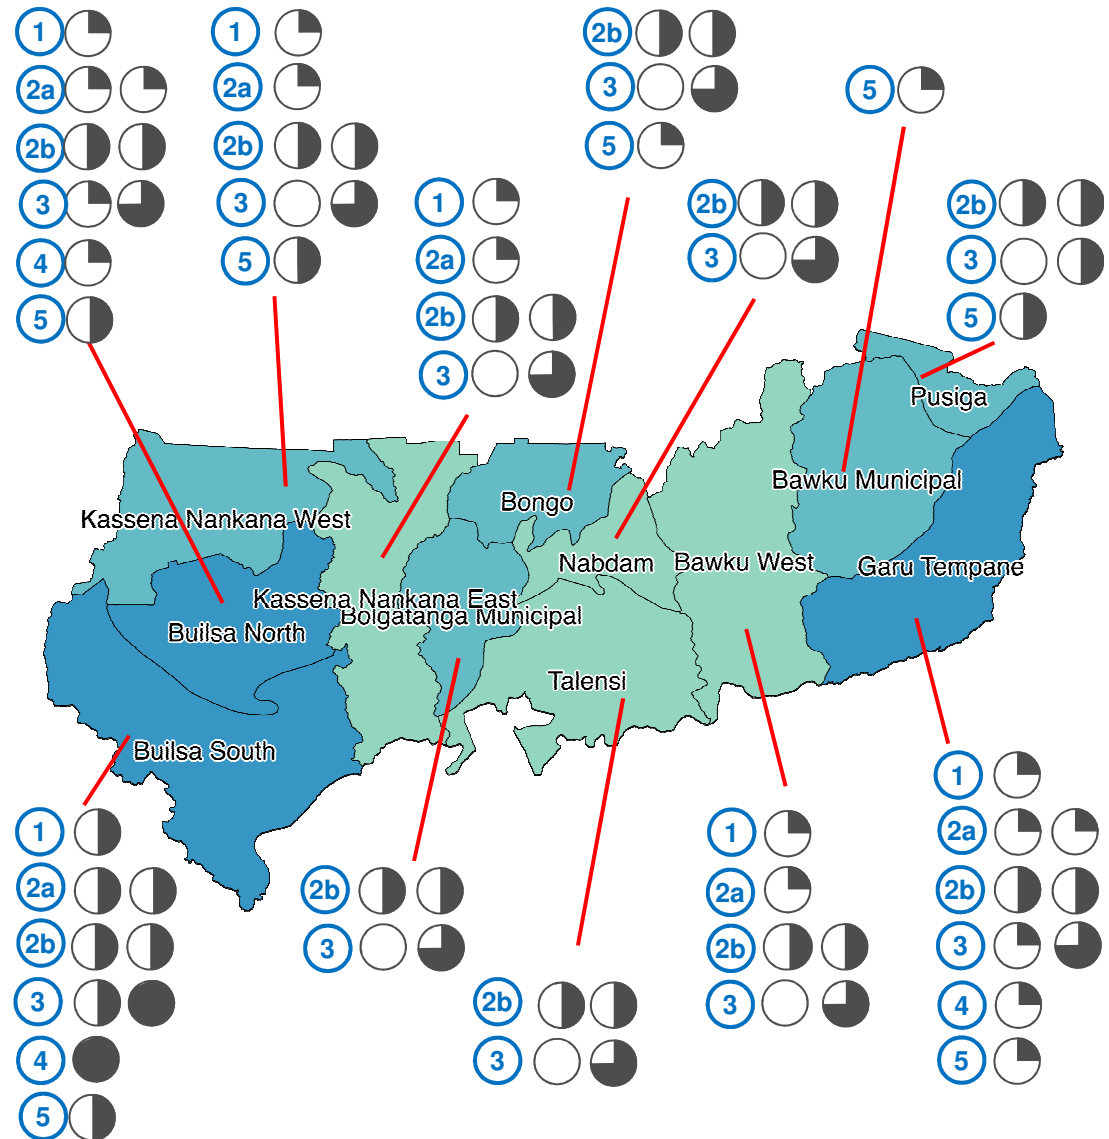 1
2a
2b
3
4
5
1
2a
2b
3
5
1
2a
2b
3
2b
3
5
2b
3
5
2b
3
5
Pusiga
Bawku Municipal
Bongo
Kassena Nankana West
Nabdam
Bawku West
Garu Tempane
Kassena Nankana East
Bolgatanga Municipal
Builsa North
Talensi
Builsa South
1
2a
2b
3
4
5
2b
3
2b
3
1
2a
2b
3
1
2a
2b
3
4
5